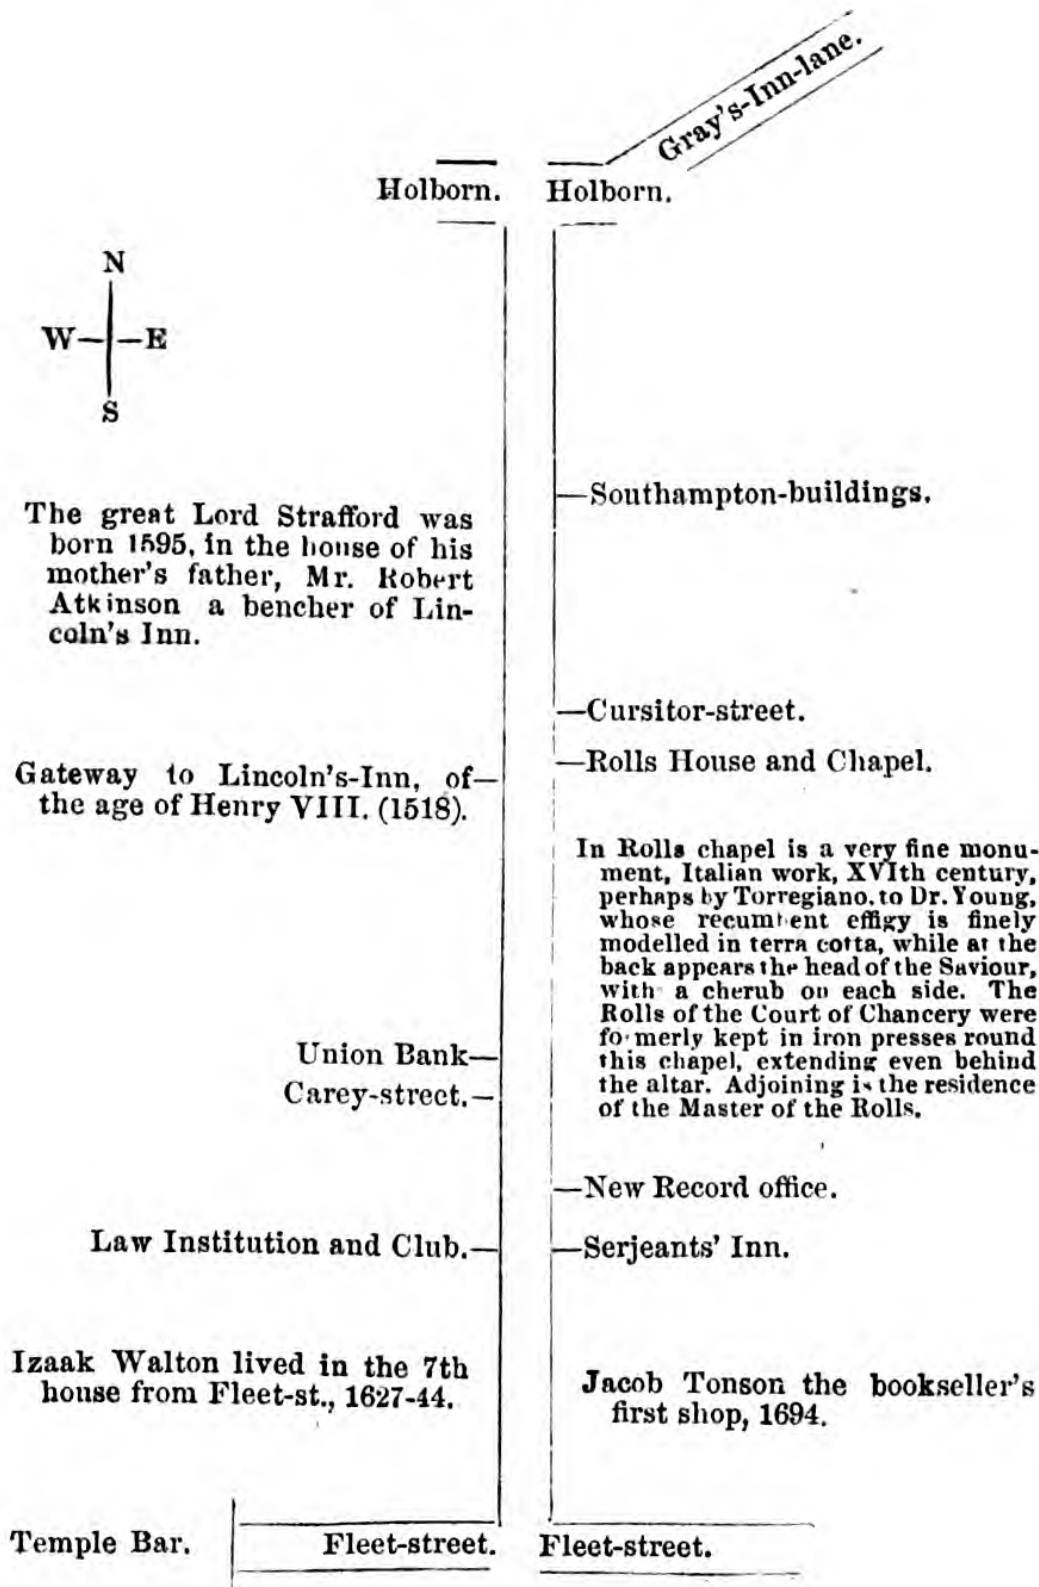 Gray's-Inn-lane.
Holborn. Holborn.
N
W E
S
Southampton-buildings.
The great Lord Strafford was
born 1595, in the house of his
mother's father, Mr. Robert
Atkinson a bencher of Lin-
coln's Inn.
Cursitor-street.
Rolls House and Chapel.
Gateway to Lincoln's-Inn, of
the age of Henry VIII. (1518).
In Rolls chapel is a very fine monu-
ment, Italian work, XVIth century,
perhaps by Torregiano, to Dr. Young,
whose recumbent effigy is finely
modelled in terra cotta, while at the
back appears the head of the Saviour,
with a cherub on each side. The
Rolls of the Court of Chancery were
formerly kept in iron presses round
this chapel, extending even behind
the altar. Adjoining is the residence
of the Master of the Rolls.
Union Bank
Carey-street.
New Record office.
Law Institution and Club.
Serjeants' Inn.
Izaak Walton lived in the 7th
house from Fleet-st., 1627-44.
Jacob Tonson the bookseller's
first shop, 1694.
Temple Bar. Fleet-street. Fleet-street.